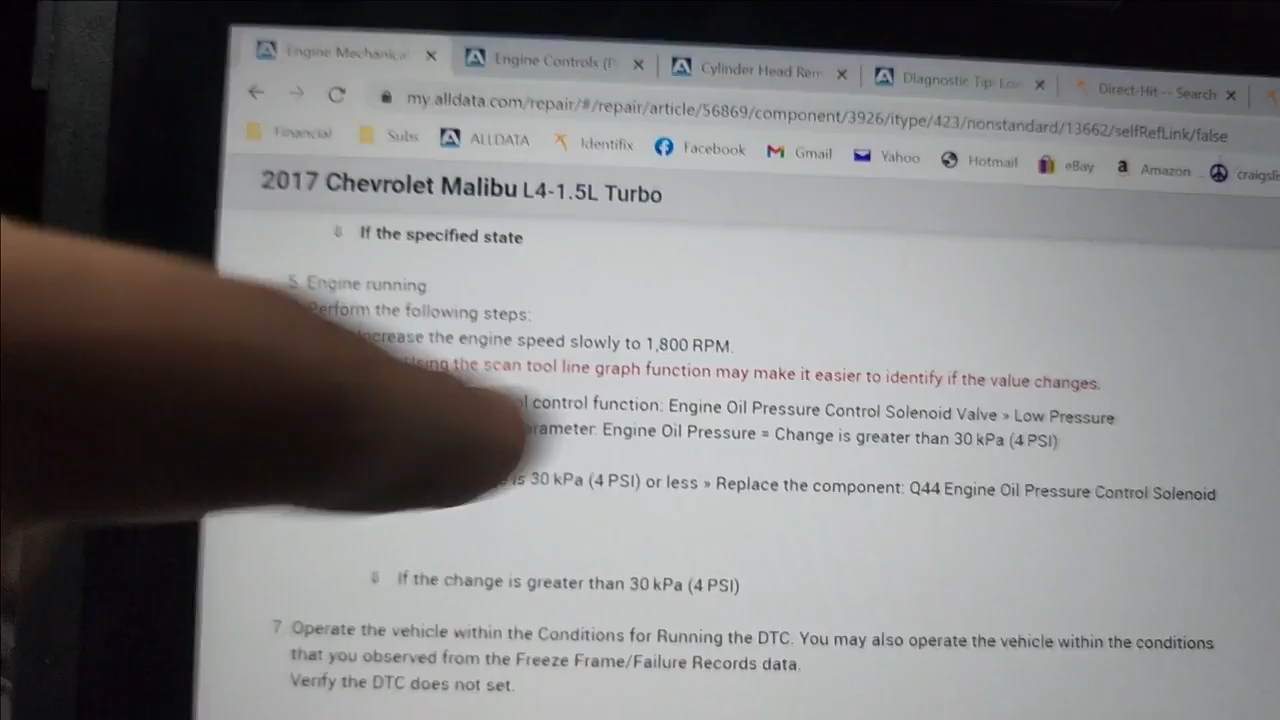 Engine Mechanical
Engine Controls (P
Cylinder Head Rem
Diagnostic Tip: Lo
Direct-Hit -- Search
my.alldata.com/repair/#/repair/article/56869/component/3926/itype/423/nonstandard/13662/selfRefLink/false
Financial Subs ALLDATA Identifix Facebook Gmail Yahoo Hotmail eBay Amazon craigsli
2017 Chevrolet Malibu L4-1.5L Turbo
⇩ If the specified state
5. Engine running
Perform the following steps:
ncrease the engine speed slowly to 1,800 RPM.
Using the scan tool line graph function may make it easier to identify if the value changes.
ol control function: Engine Oil Pressure Control Solenoid Valve » Low Pressure
arameter: Engine Oil Pressure = Change is greater than 30 kPa (4 PSI)
is 30 kPa (4 PSI) or less » Replace the component: Q44 Engine Oil Pressure Control Solenoid
⇩ If the change is greater than 30 kPa (4 PSI)
7 Operate the vehicle within the Conditions for Running the DTC. You may also operate the vehicle within the conditions
that you observed from the Freeze Frame/Failure Records data.
Verify the DTC does not set.